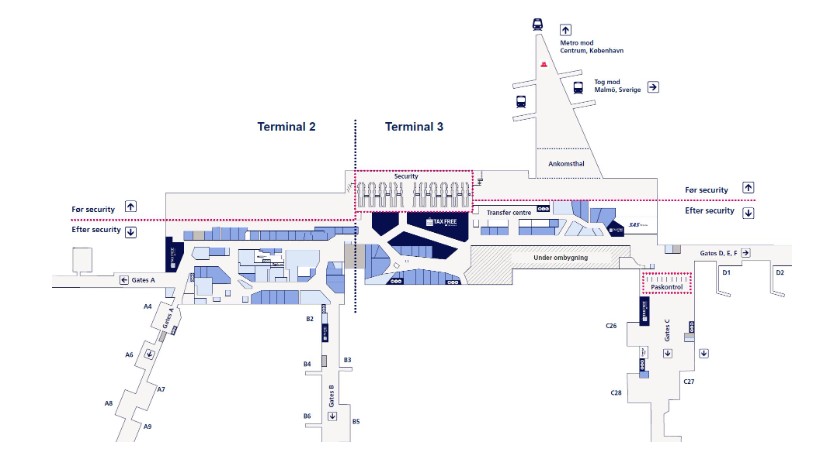 Metro mod
Centrum, København
Tog mod
Malmö, Sverige
Terminal 2
Terminal 3
Ankomsthal
Security
Før security
Før security
Efter security
Efter security
Transfer centre
TAX FREE
Under ombygning
Gates D, E, F
D1
D2
Paskontrol
Gates A
Gates A
A4
A6
A7
A8
A9
B2
B3
B4
B5
B6
Gates B
C26
Gates C
C27
C28